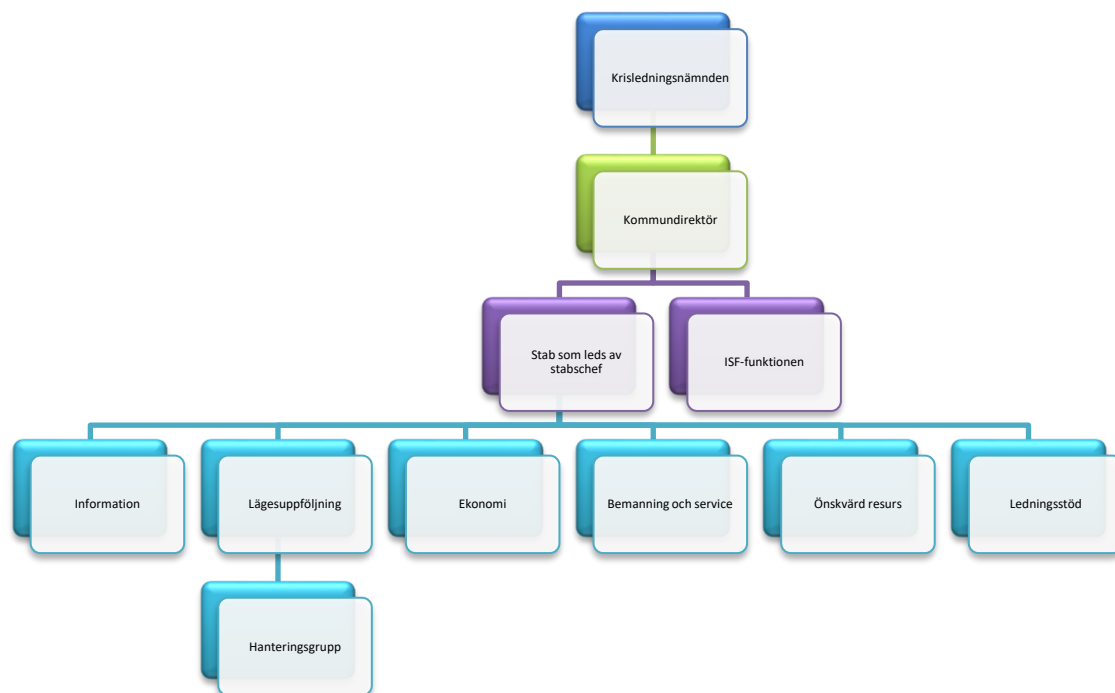 Krisledningsnämnden
Kommundirektör
Stab som leds av
stabschef
ISF-funktionen
Information
Lägesuppföljning
Ekonomi
Bemanning och service
Önskvärd resurs
Ledningsstöd
Hanteringsgrupp